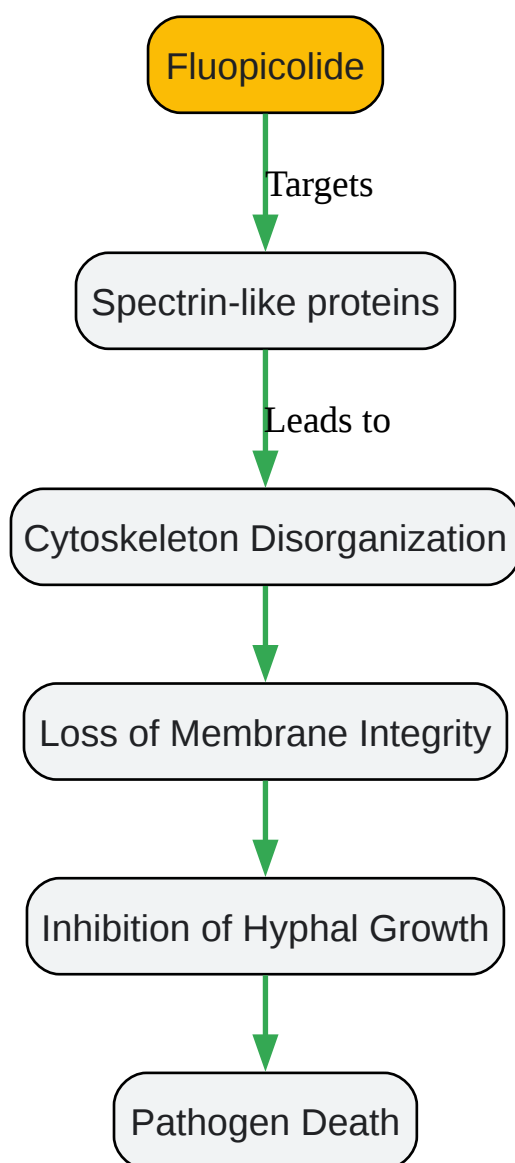 Fluopicolide
Targets
Spectrin-like proteins
Leads to
Cytoskeleton Disorganization
Loss of Membrane Integrity
Inhibition of Hyphal Growth
Pathogen Death